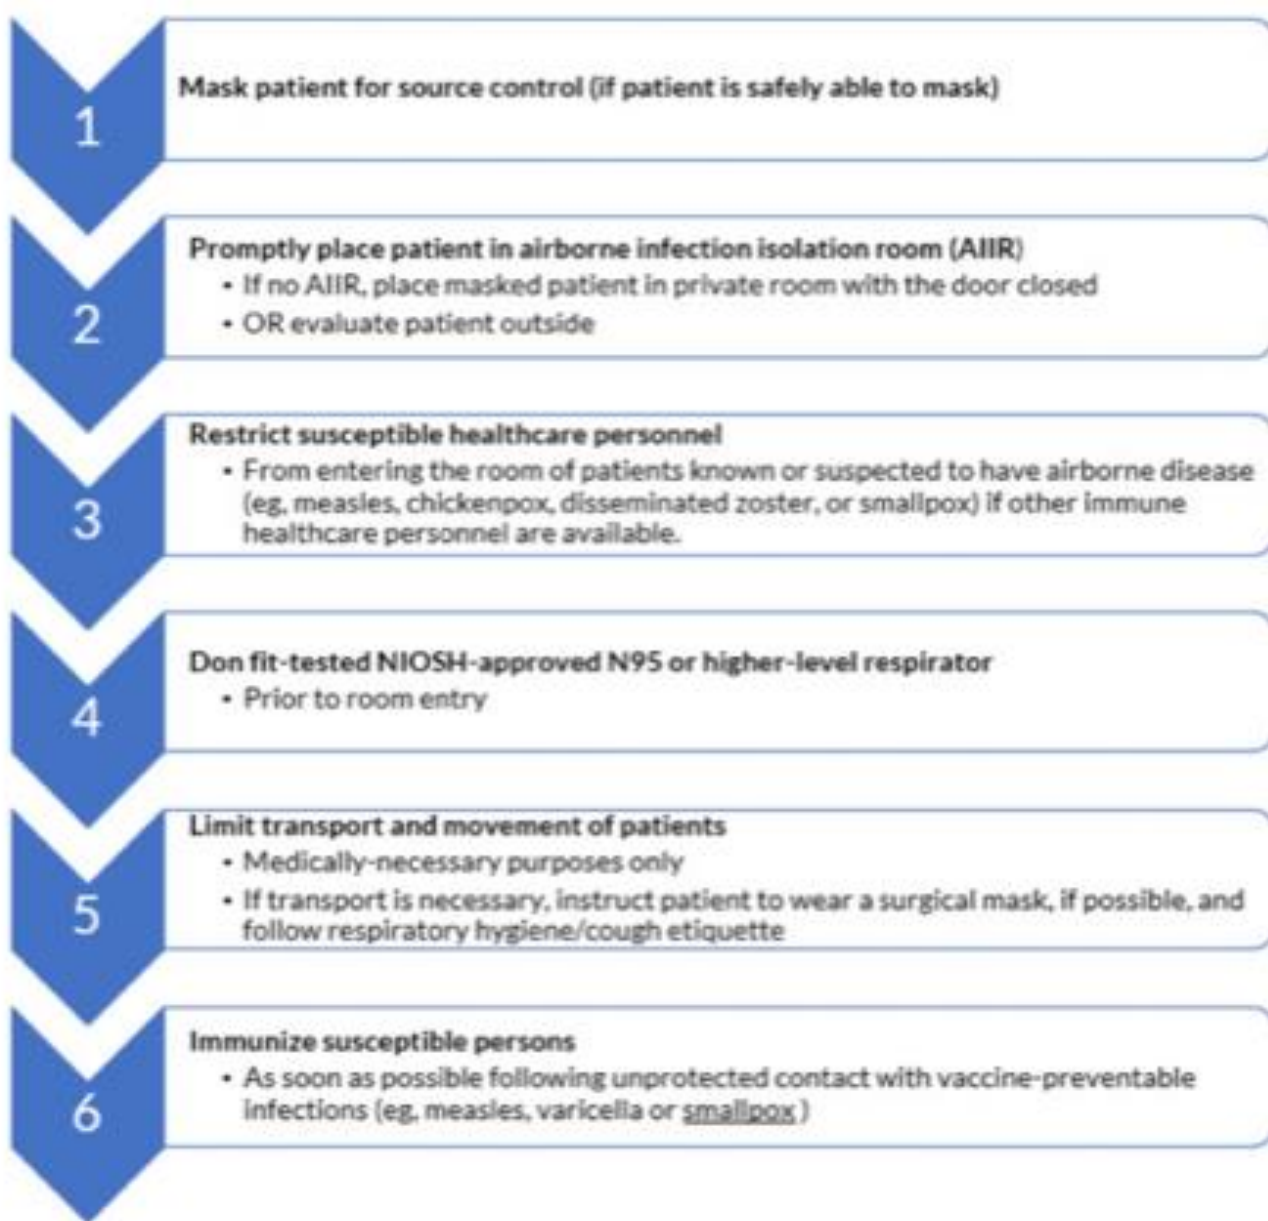 1
Mask patient for source control (if patient is safely able to mask)
2
Promptly place patient in airborne infection isolation room (AIIR)
• If no AIIR, place masked patient in private room with the door closed
• OR evaluate patient outside
3
Restrict susceptible healthcare personnel
• From entering the room of patients known or suspected to have airborne disease
(eg, measles, chickenpox, disseminated zoster, or smallpox) if other immune
healthcare personnel are available.
4
Don fit-tested NIOSH-approved N95 or higher-level respirator
• Prior to room entry
5
Limit transport and movement of patients
• Medically-necessary purposes only
• If transport is necessary, instruct patient to wear a surgical mask, if possible, and
follow respiratory hygiene/cough etiquette
6
Immunize susceptible persons
• As soon as possible following unprotected contact with vaccine-preventable
infections (eg, measles, varicella or smallpox )